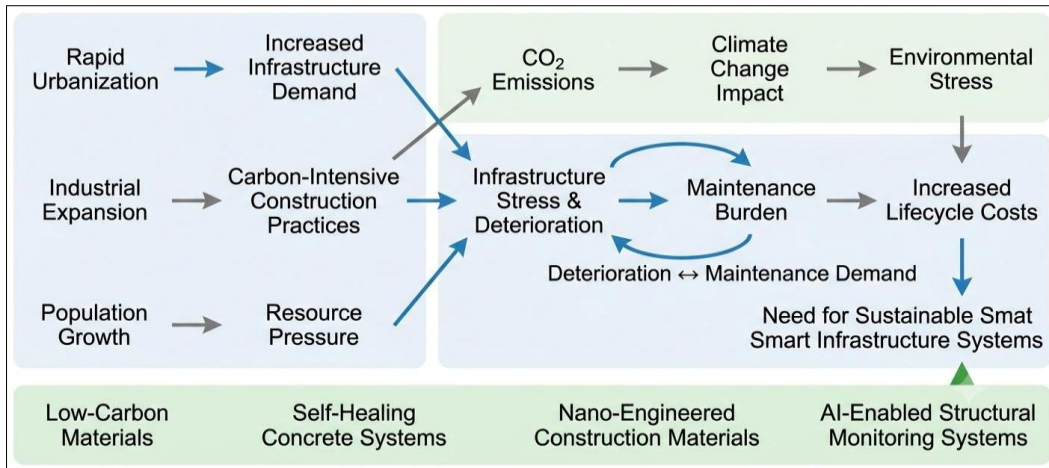 Rapid
Urbanization
Increased
Infrastructure
Demand
CO₂
Emissions
Climate
Change
Impact
Environmental
Stress
Industrial
Expansion
Carbon-Intensive
Construction
Practices
Infrastructure
Stress &
Deterioration
Maintenance
Burden
Increased
Lifecycle Costs
Deterioration ↔ Maintenance Demand
Population
Growth
Resource
Pressure
Need for Sustainable Smat
Smart Infrastructure Systems
Low-Carbon
Materials
Self-Healing
Concrete Systems
Nano-Engineered
Construction Materials
AI-Enabled Structural
Monitoring Systems